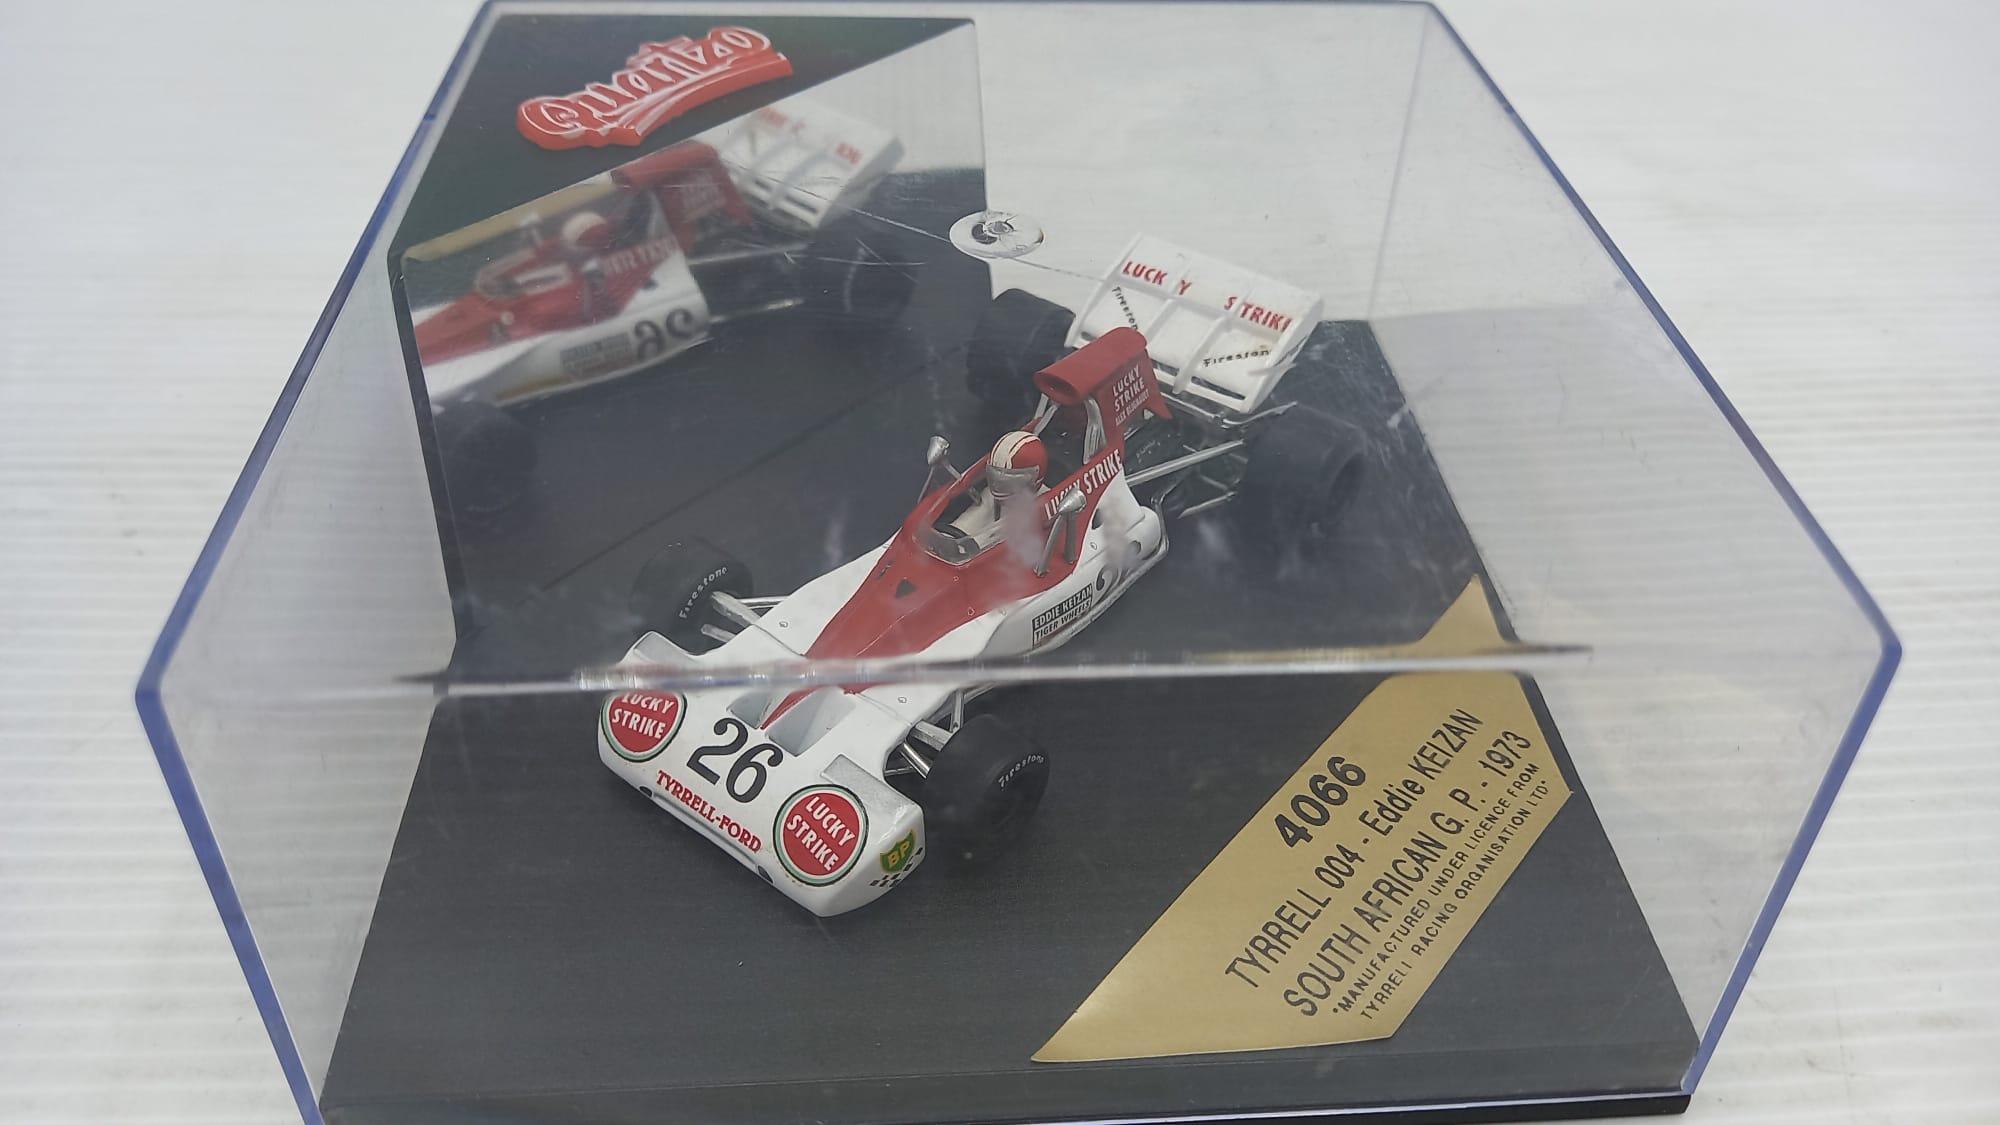 Quartzo
LUCKY STRIKE
Firestone
Firestone
LUCKY
STRIKE
LUCKY STRIKE
Firestone
EDDIE KEIZAN
TIGER WHEELS
26
LUCKY
STRIKE
26
TYRRELL-FORD
LUCKY
STRIKE
BP
Firestone
4066
TYRRELL 004 - Eddie KEIZAN
SOUTH AFRICAN G. P. - 1973
"MANUFACTURED UNDER LICENCE FROM
TYRRELL RACING ORGANISATION LTD"